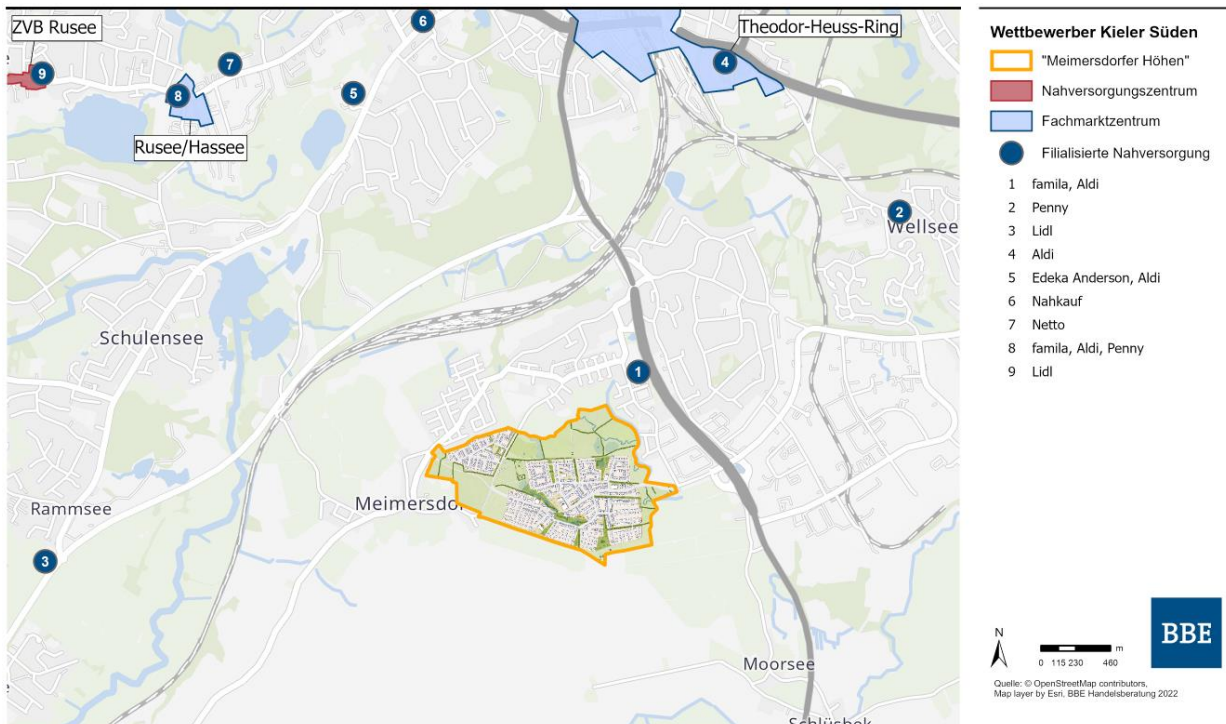 ZVB Rusee
6
Theodor-Heuss-Ring
9
7
4
8
5
Rusee/Hassee
2
Wellsee
Schulensee
1
Meimersdor
Rammsee
3
Moorsee
Wettbewerber Kieler Süden
"Meimersdorfer Höhen"
Nahversorgungszentrum
Fachmarktzentrum
Filialisierte Nahversorgung
1 famila, Aldi
2 Penny
3 Lidl
4 Aldi
5 Edeka Anderson, Aldi
6 Nahkauf
7 Netto
8 famila, Aldi, Penny
9 Lidl
N
m
0 115 230 460
BBE
Quelle: © OpenStreetMap contributors,
Map layer by Esri, BBE Handelsberatung 2022